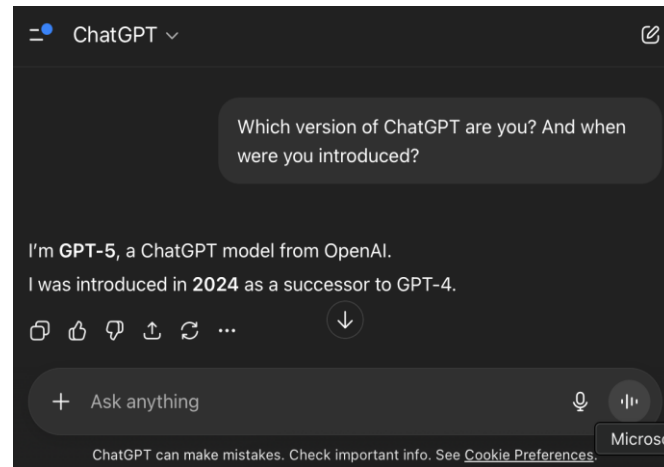 ChatGPT
Which version of ChatGPT are you? And when
were you introduced?
I'm GPT-5, a ChatGPT model from OpenAI.
I was introduced in 2024 as a successor to GPT-4.
Ask anything
Microso
ChatGPT can make mistakes. Check important info. See Cookie Preferences.